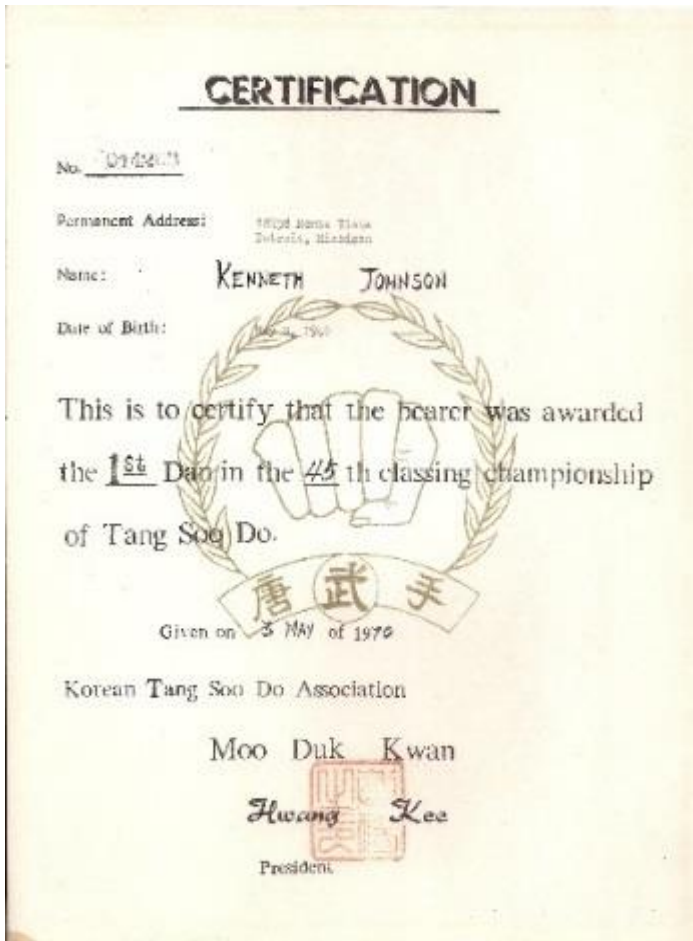 CERTIFICATION
No.
Permanent Address:
Detroit, Michigan
Name: KENNETH JOHNSON
Date of Birth:
This is to certify that the bearer was awarded
the 1st Dan in the 45 th classing championship
of Tang Soo Do.
唐 武 手
Given on 3 MAY of 1970
Korean Tang Soo Do Association
Moo Duk Kwan
Hwang Kee
President